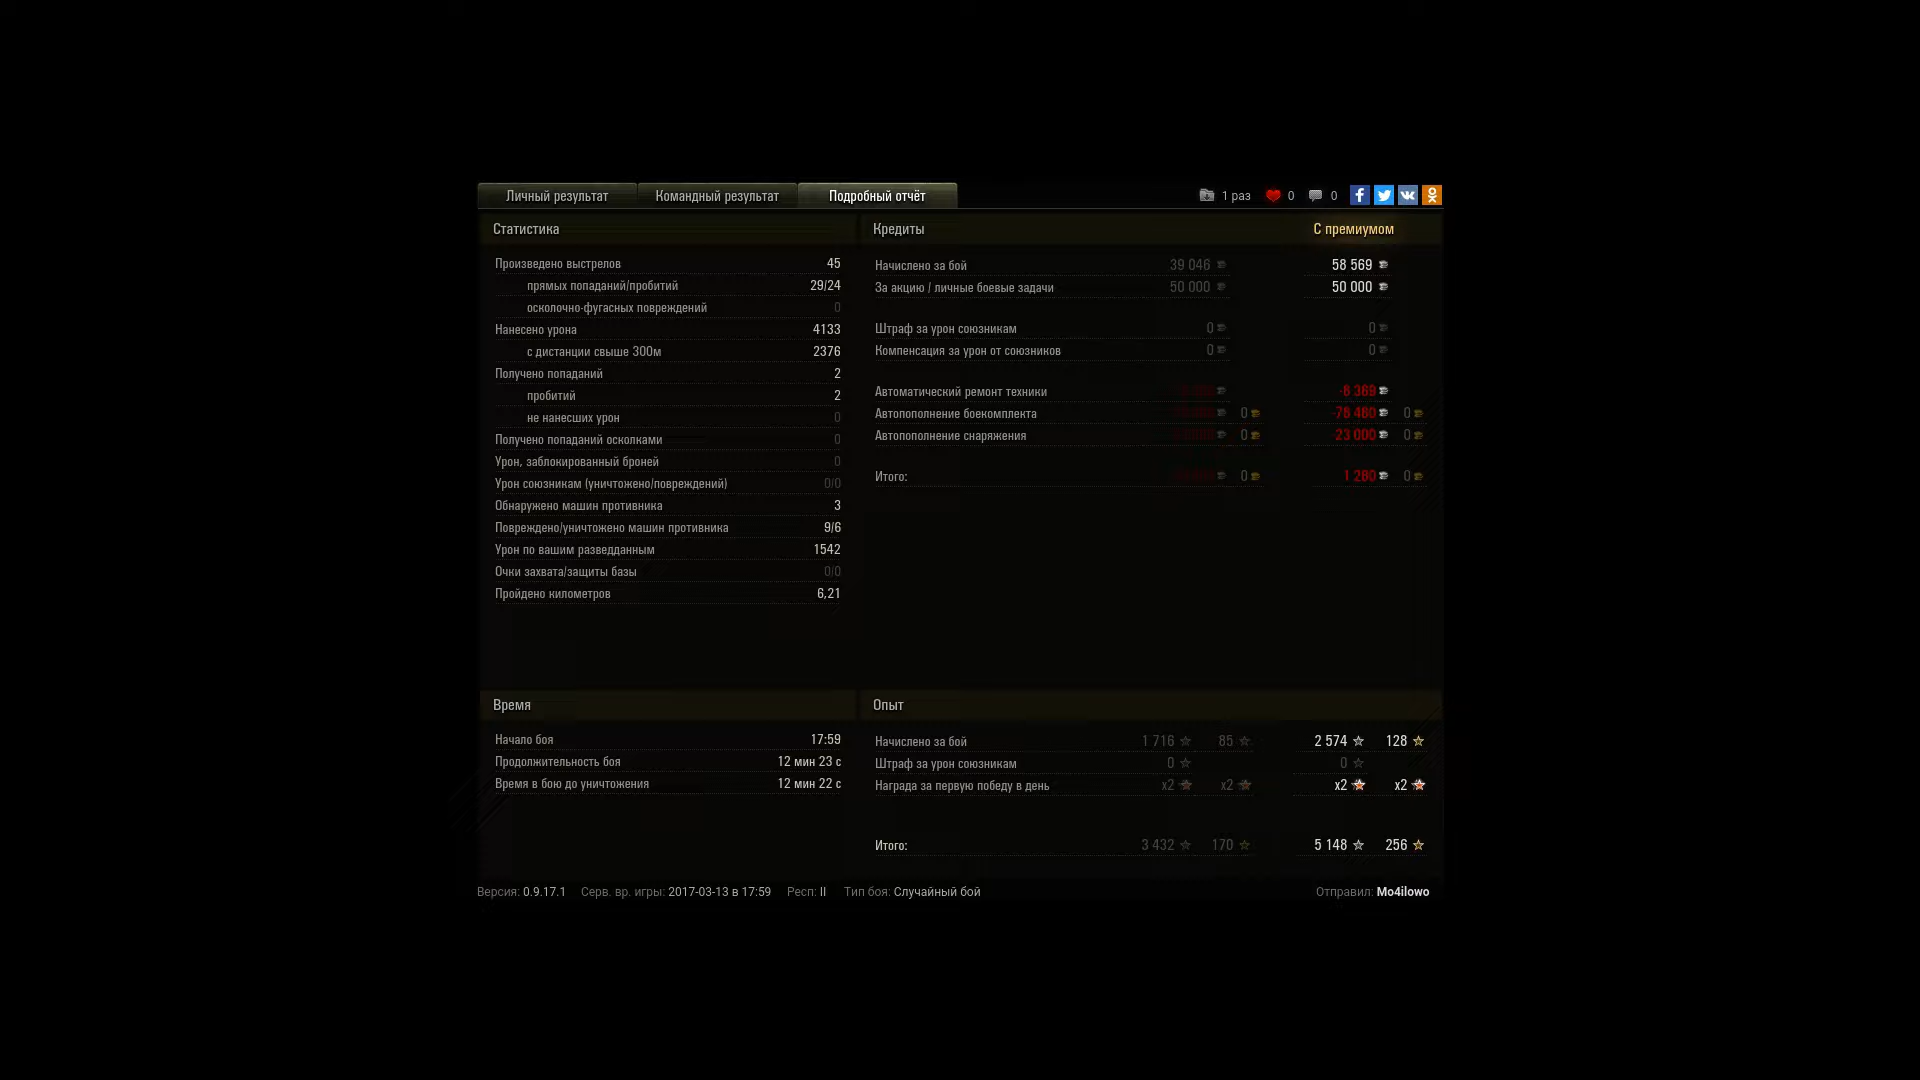 Личный результат Командный результат Подробный отчёт 1 раз 0 0
Статистика
Произведено выстрелов 45
прямых попаданий/пробитий 29/24
осколочно-фугасных повреждений 0
Нанесено урона 4133
с дистанции свыше 300м 2376
Получено попаданий 2
пробитий 2
не нанесших урон 0
Получено попаданий осколками 0
Урон, заблокированный броней 0
Урон союзникам (уничтожено/повреждений) 0/0
Обнаружено машин противника 3
Повреждено/уничтожено машин противника 9/6
Урон по вашим разведданным 1542
Очки захвата/защиты базы 0/0
Пройдено километров 6,21
Кредиты С премиумом
Начислено за бой 39 046 58 569
За акцию / личные боевые задачи 50 000 50 000
Штраф за урон союзникам 0 0
Компенсация за урон от союзников 0 0
Автоматический ремонт техники
Автопополнение боекомплекта 0 0
Автопополнение снаряжения 0 -23 000 0
Итого: 0 1 280 0
Время
Начало боя 17:59
Продолжительность боя 12 мин 23 с
Время в бою до уничтожения 12 мин 22 с
Опыт
Начислено за бой 1 716 85 2 574 128
Штраф за урон союзникам 0 0
Награда за первую победу в день x2 x2 x2 x2
Итого: 3 432 170 5 148 256
Версия: 0.9.17.1 Серв. вр. игры: 2017-03-13 в 17:59 Респ: II Тип боя: Случайный бой Отправил: Mo4ilowo